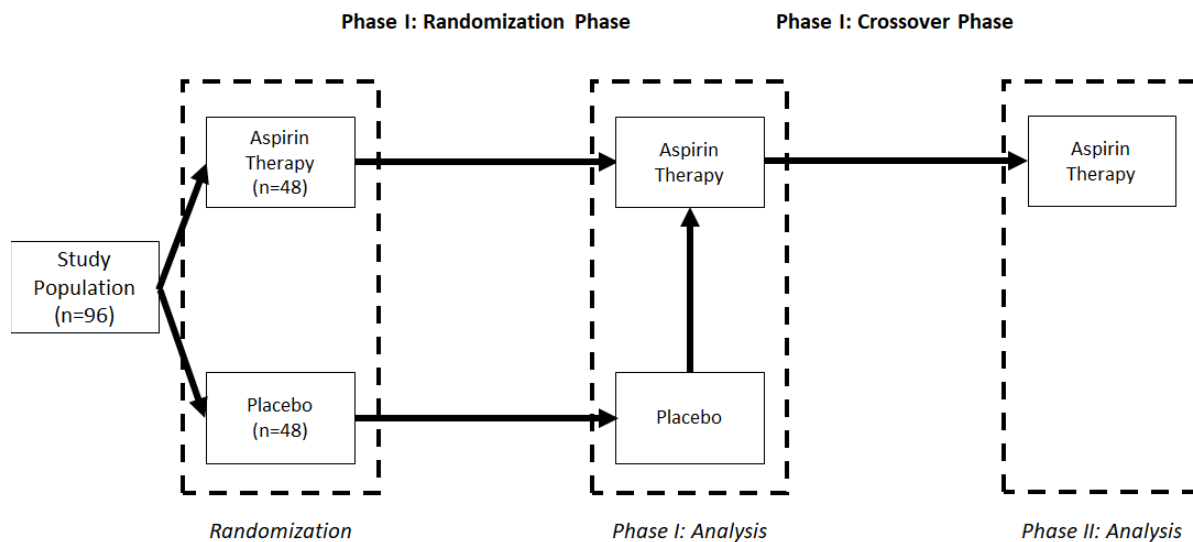 Phase I: Randomization Phase
Phase I: Crossover Phase
Aspirin
Therapy
(n=48)
Aspirin
Therapy
Aspirin
Therapy
Study
Population
(n=96)
Placebo
(n=48)
Placebo
Randomization
Phase I: Analysis
Phase II: Analysis